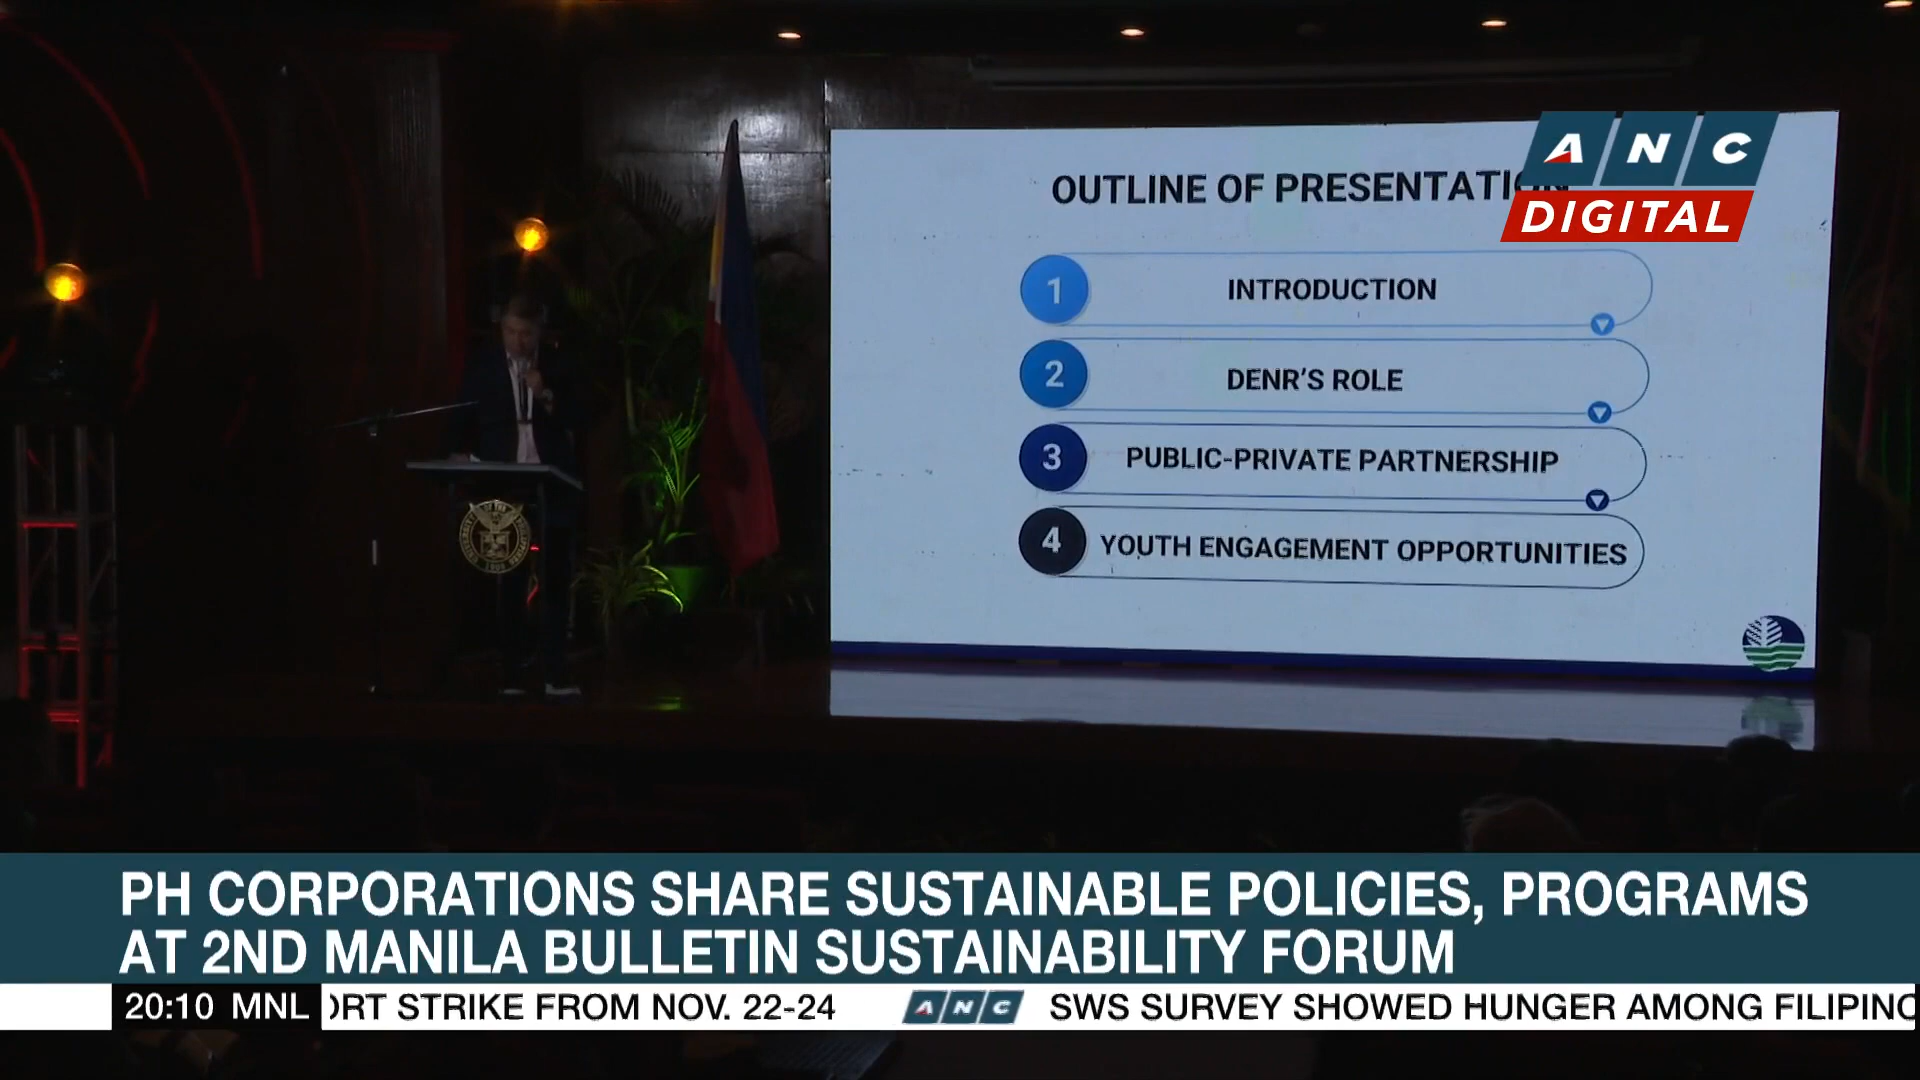 ANC
DIGITAL
OUTLINE OF PRESENTATION
1 INTRODUCTION
2 DENR'S ROLE
3 PUBLIC-PRIVATE PARTNERSHIP
4 YOUTH ENGAGEMENT OPPORTUNITIES
PH CORPORATIONS SHARE SUSTAINABLE POLICIES, PROGRAMS
AT 2ND MANILA BULLETIN SUSTAINABILITY FORUM
20:10 MNL ORT STRIKE FROM NOV. 22-24 ANC SWS SURVEY SHOWED HUNGER AMONG FILIPINO